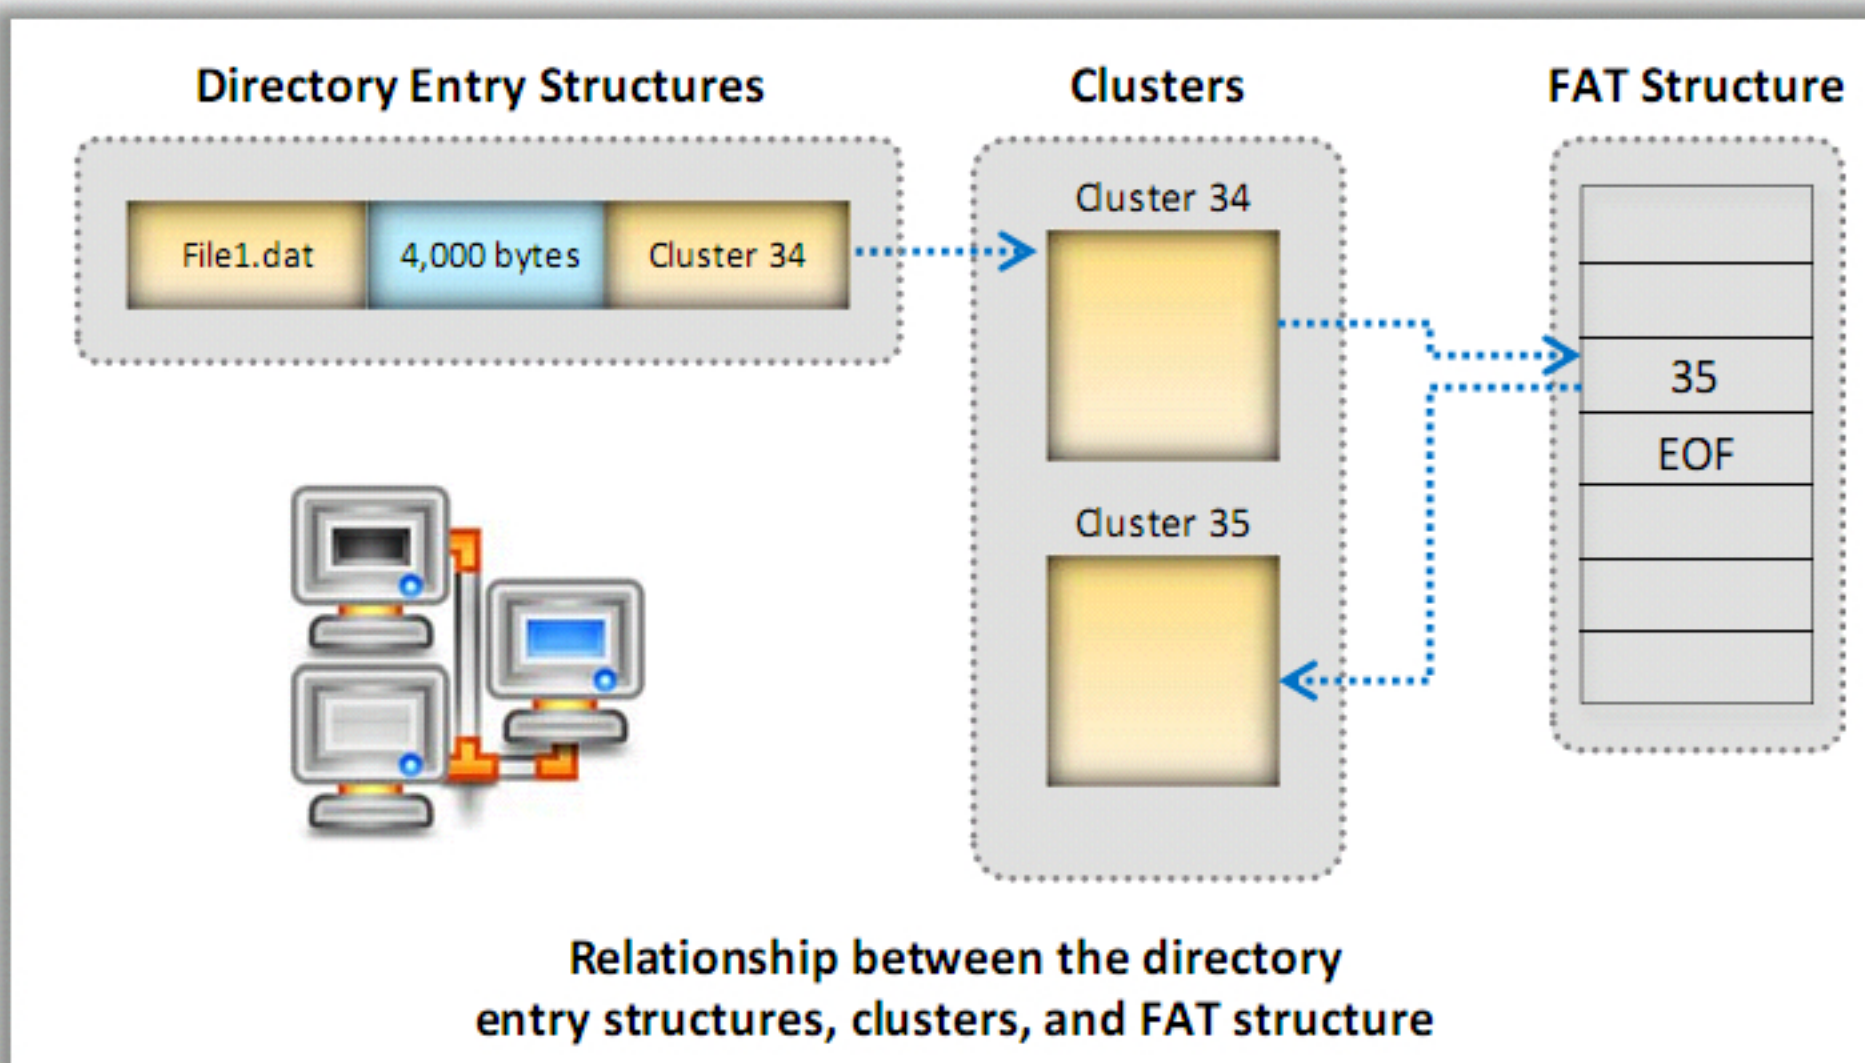 Directory Entry Structures
Clusters
FAT Structure
File1.dat
4,000 bytes
Cluster 34
Cluster 34
Cluster 35
35
EOF
Relationship between the directory
entry structures, clusters, and FAT structure